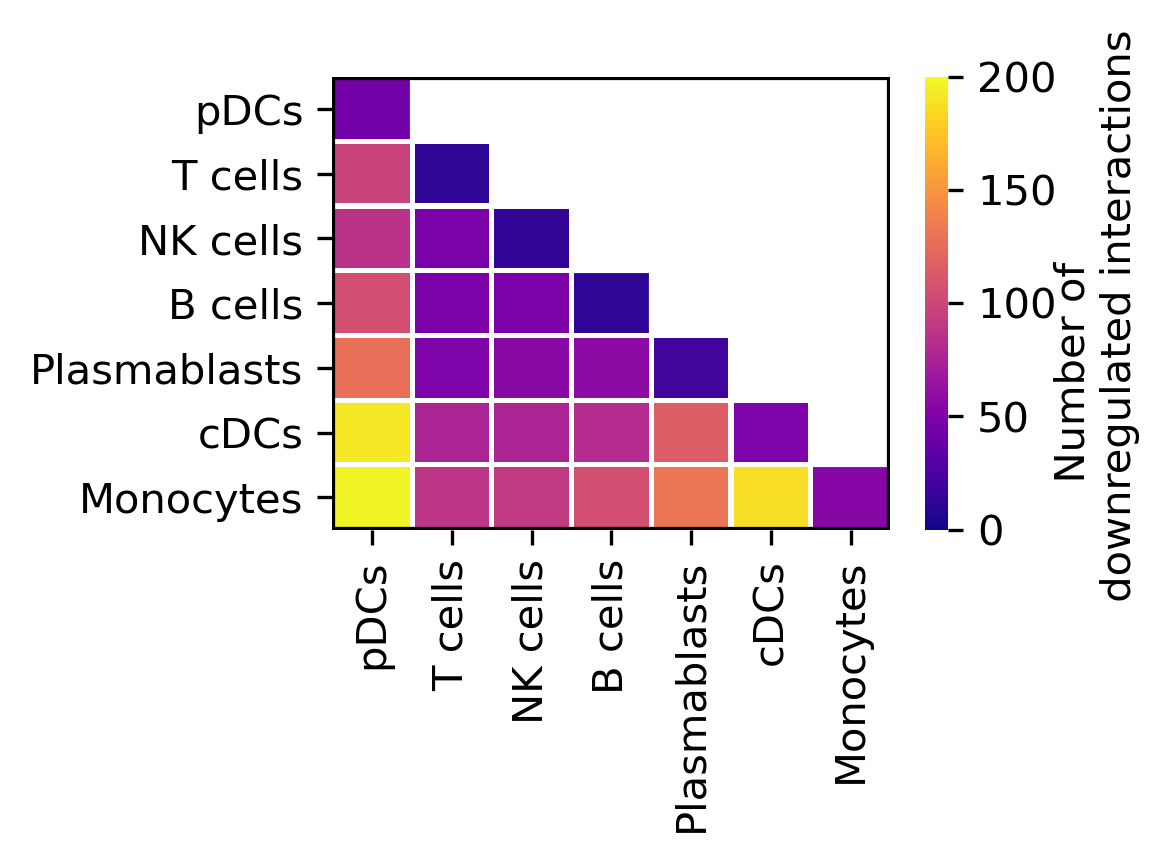 pDCs
T cells
NK cells
B cells
Plasmablasts
cDCs
Monocytes
pDCs
T cells
NK cells
B cells
Plasmablasts
cDCs
Monocytes
200
150
100
50
0
Number of
downregulated interactions